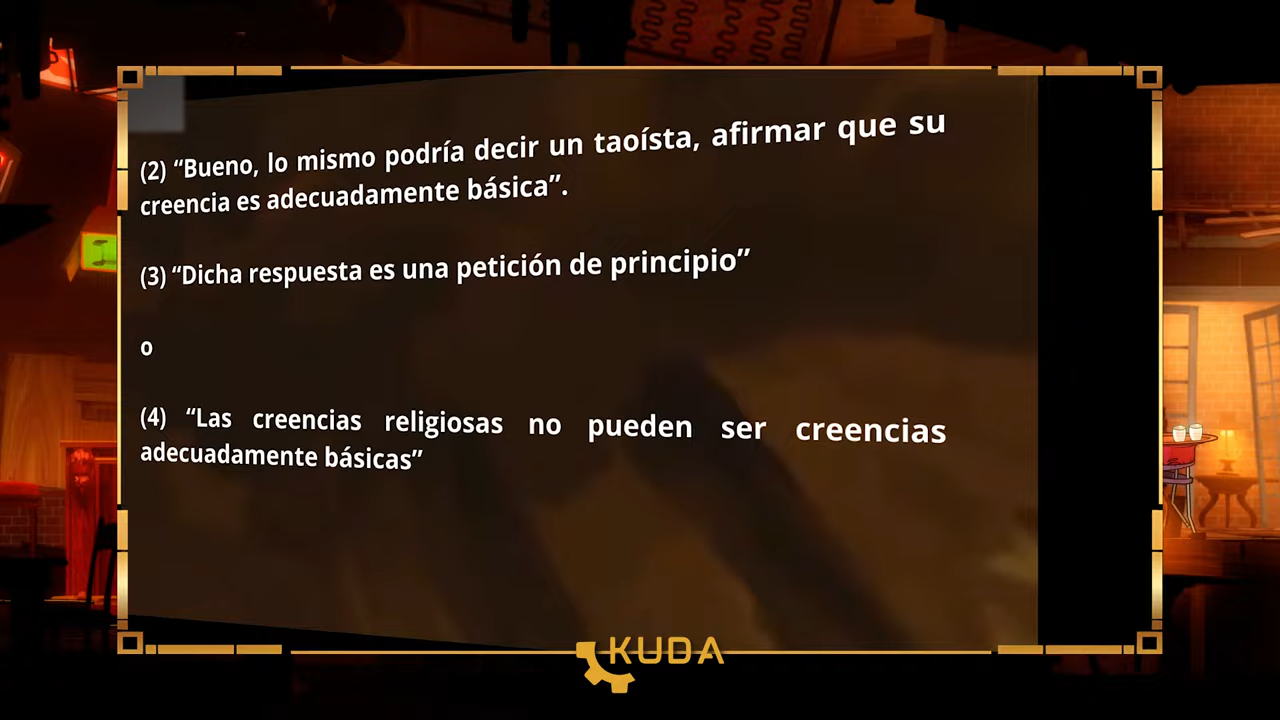 (2) “Bueno, lo mismo podría decir un taoísta, afirmar que su
creencia es adecuadamente básica”.
(3) “Dicha respuesta es una petición de principio”
o
(4) “Las creencias religiosas no pueden ser creencias
adecuadamente básicas”
KUDA